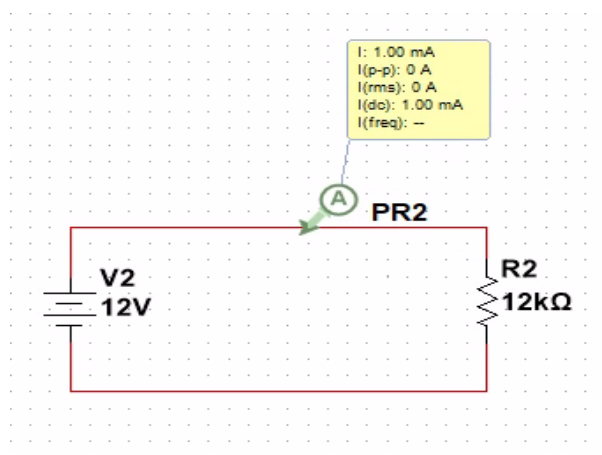 I: 1.00 mA
I(p-p): 0 A
I(rms): 0 A
I(dc): 1.00 mA
I(freq): --
A
PR2
V2
12V
R2
12kΩ